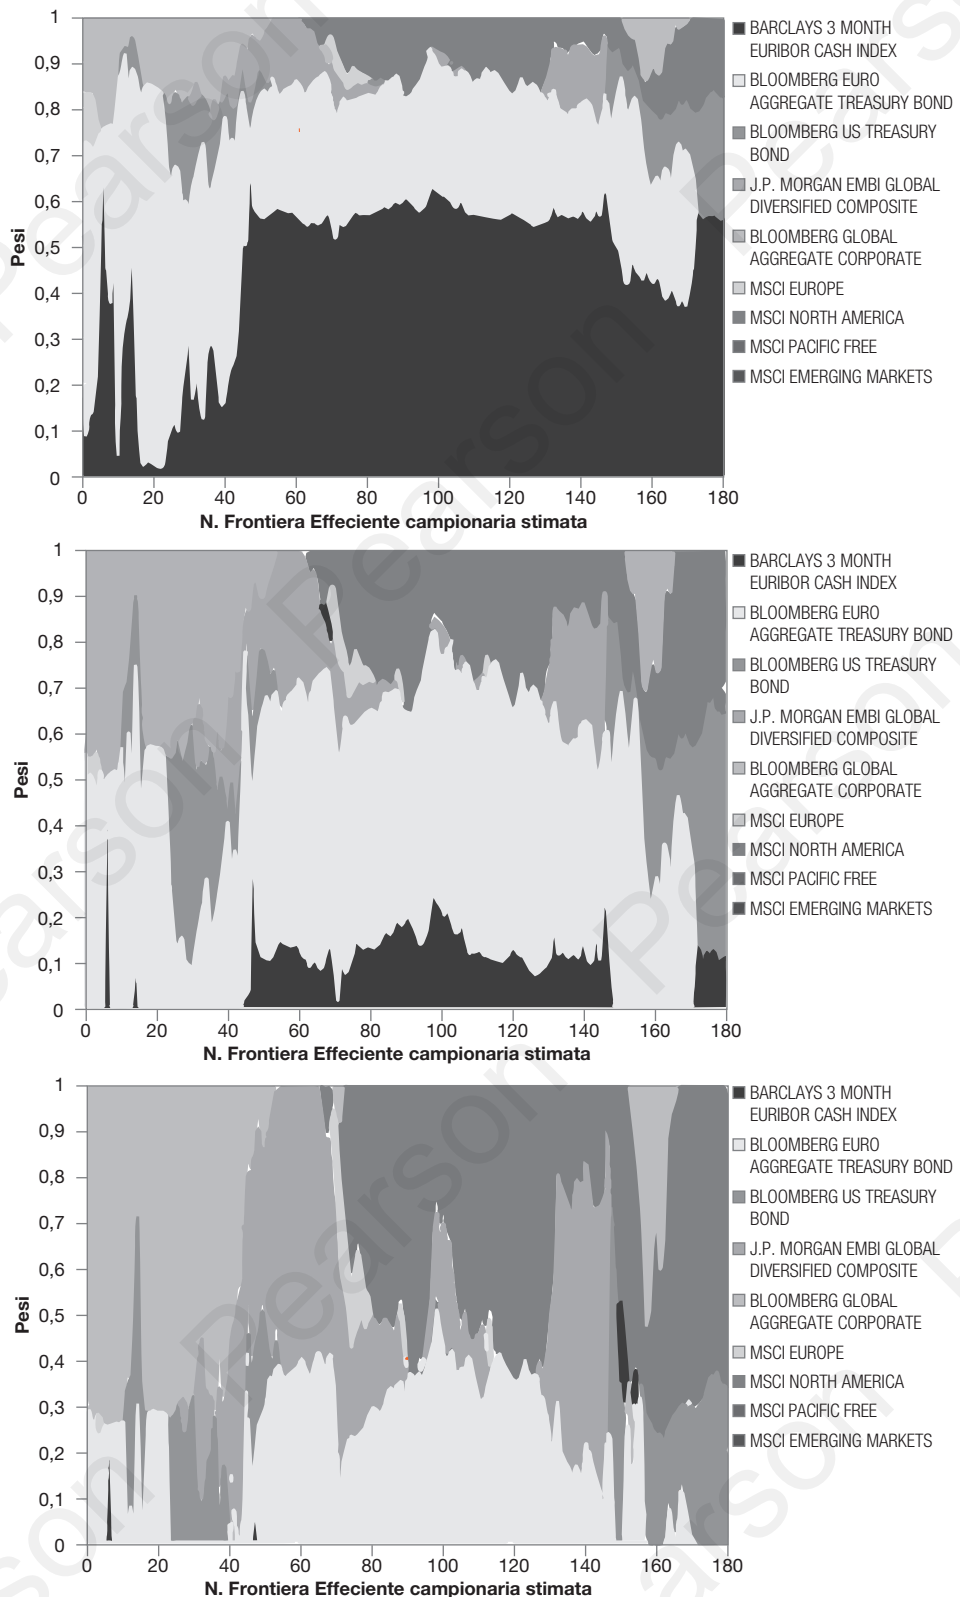 1
0,9
0,8
0,7
0,6
0,5
0,4
0,3
0,2
0,1
0
Pesi
0 20 40 60 80 100 120 140 160 180
N. Frontiera Effeciente campionaria stimata
BARCLAYS 3 MONTH
EURIBOR CASH INDEX
BLOOMBERG EURO
AGGREGATE TREASURY BOND
BLOOMBERG US TREASURY
BOND
J.P. MORGAN EMBI GLOBAL
DIVERSIFIED COMPOSITE
BLOOMBERG GLOBAL
AGGREGATE CORPORATE
MSCI EUROPE
MSCI NORTH AMERICA
MSCI PACIFIC FREE
MSCI EMERGING MARKETS
1
0,9
0,8
0,7
0,6
0,5
0,4
0,3
0,2
0,1
0
Pesi
0 20 40 60 80 100 120 140 160 180
N. Frontiera Effeciente campionaria stimata
BARCLAYS 3 MONTH
EURIBOR CASH INDEX
BLOOMBERG EURO
AGGREGATE TREASURY BOND
BLOOMBERG US TREASURY
BOND
J.P. MORGAN EMBI GLOBAL
DIVERSIFIED COMPOSITE
BLOOMBERG GLOBAL
AGGREGATE CORPORATE
MSCI EUROPE
MSCI NORTH AMERICA
MSCI PACIFIC FREE
MSCI EMERGING MARKETS
1
0,9
0,8
0,7
0,6
0,5
0,4
0,3
0,2
0,1
0
Pesi
0 20 40 60 80 100 120 140 160 180
N. Frontiera Effeciente campionaria stimata
BARCLAYS 3 MONTH
EURIBOR CASH INDEX
BLOOMBERG EURO
AGGREGATE TREASURY BOND
BLOOMBERG US TREASURY
BOND
J.P. MORGAN EMBI GLOBAL
DIVERSIFIED COMPOSITE
BLOOMBERG GLOBAL
AGGREGATE CORPORATE
MSCI EUROPE
MSCI NORTH AMERICA
MSCI PACIFIC FREE
MSCI EMERGING MARKETS
Pearson
Pearson
Pearson
Pearson
Pearson
Pearson